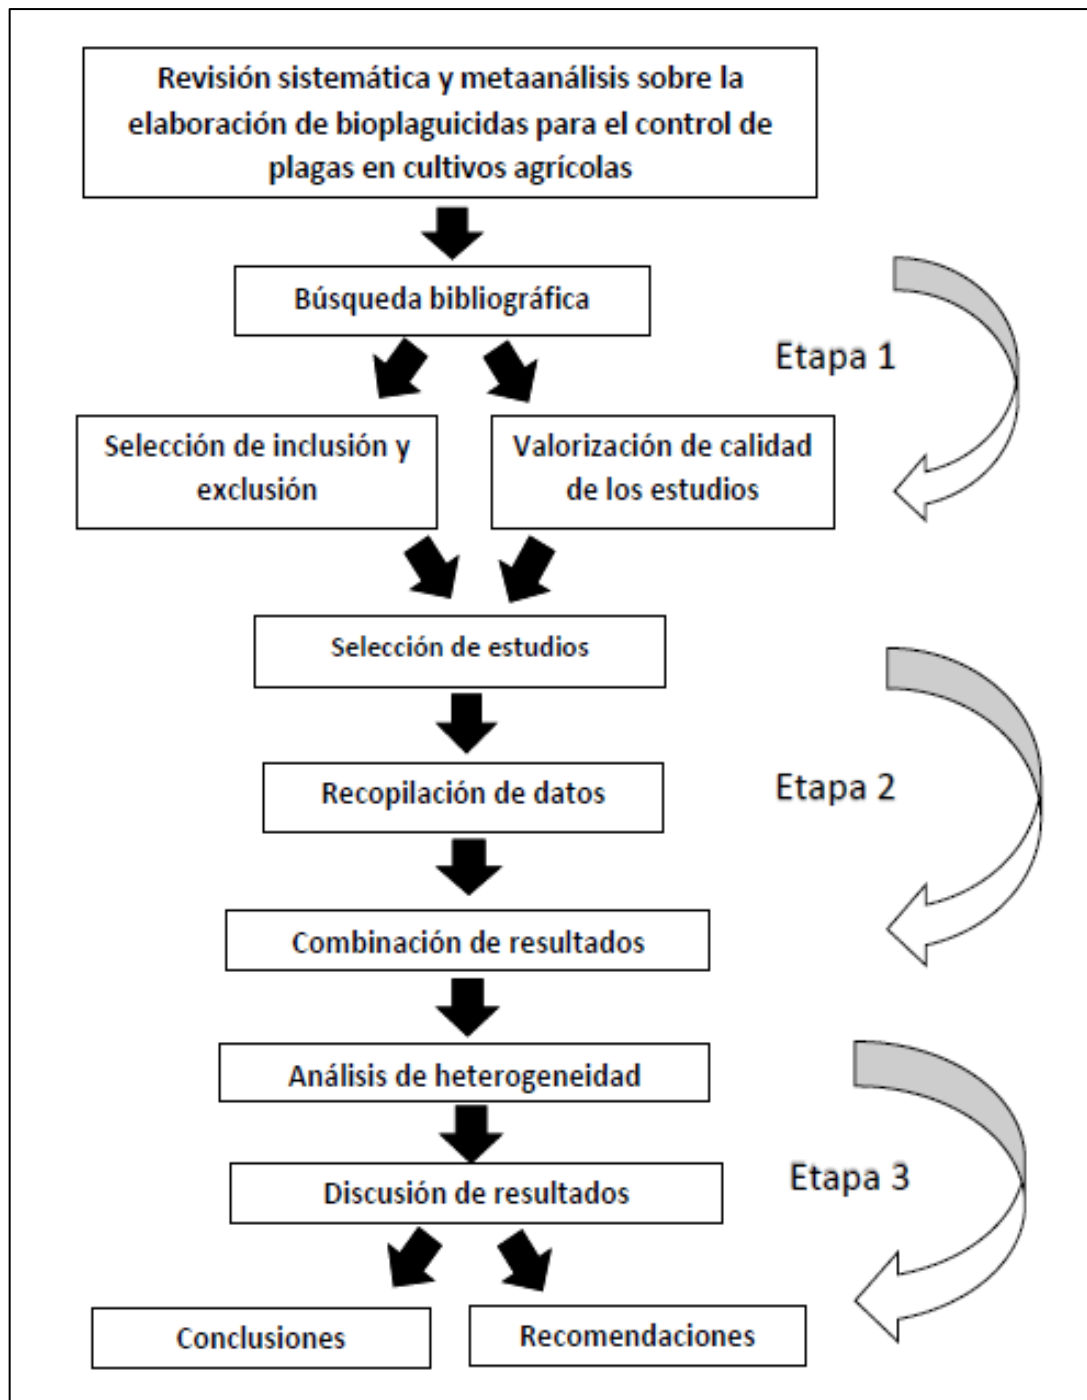 Revisión sistemática y metaanálisis sobre la
elaboración de bioplaguicidas para el control de
plagas en cultivos agrícolas
Búsqueda bibliográfica
Etapa 1
Selección de inclusión y
exclusión
Valorización de calidad
de los estudios
Selección de estudios
Recopilación de datos
Etapa 2
Combinación de resultados
Análisis de heterogeneidad
Discusión de resultados
Etapa 3
Conclusiones
Recomendaciones